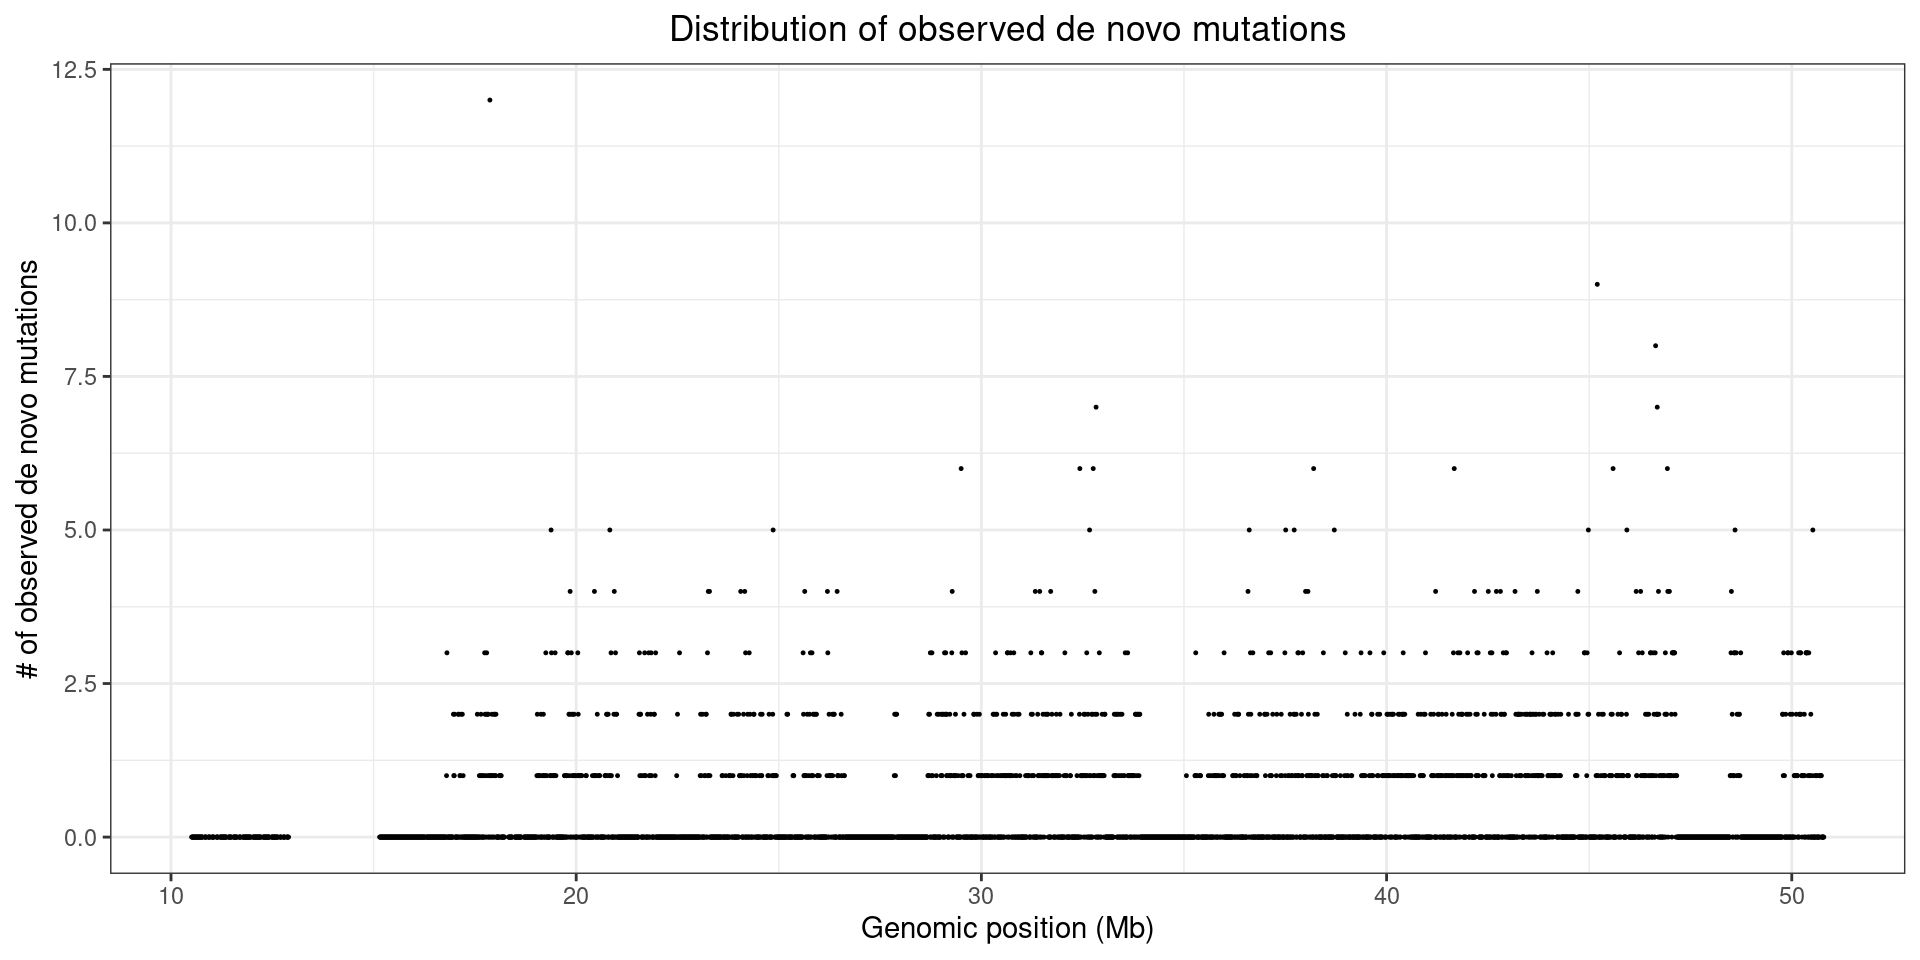 Distribution of observed de novo mutations
# of observed de novo mutations
12.5
10.0
7.5
5.0
2.5
0.0
10 20 30 40 50
Genomic position (Mb)